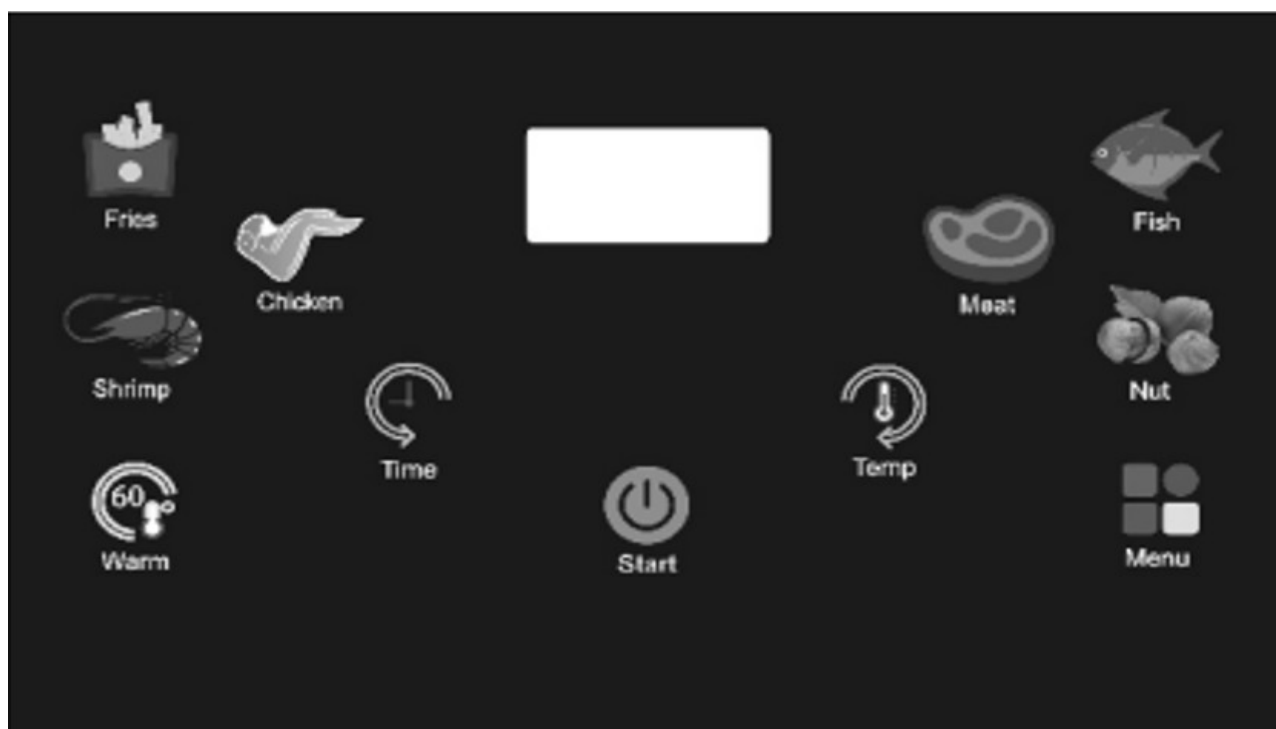 Fries
Fish
Chicken
Meat
Shrimp
Nut
Time
Temp
60
Warm
Start
Menu